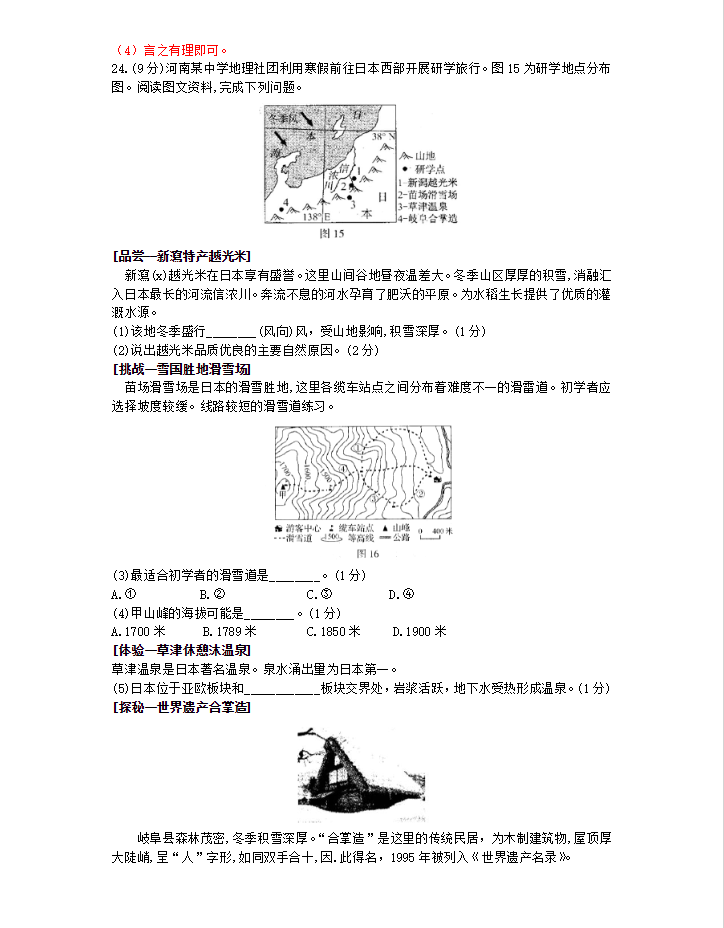 (4)言之有理即可。
24.(9分)河南某中学地理社团利用寒假前往日本西部开展研学旅行。图15为研学地点分布
图。阅读图文资料,完成下列问题。
冬季风
日
本
海
38° N
信
浓
川
1
2
3
4
日
本
138° E
山地
研学点
1-新潟越光米
2-苗场滑雪场
3-草津温泉
4-岐阜合掌造
图15
[品尝—新窛特产越光米]
新窛(x)越光米在日本享有盛誉。这里山间谷地昼夜温差大。冬季山区厚厚的积雪,消融汇
入日本最长的河流信浓川。奔流不息的河水孕育了肥沃的平原。为水稻生长提供了优质的灌
溉水源。
(1)该地冬季盛行________(风向)风，受山地影响,积雪深厚。(1分)
(2)说出越光米品质优良的主要自然原因。(2分)
[挑战—雪国胜地滑雪场]
苗场滑雪场是日本的滑雪胜地,这里各缆车站点之间分布着难度不一的滑雷道。初学者应
选择坡度较缓。线路较短的滑雪道练习。
1700
1600
1500
甲
①
②
③
④
游客中心 缆车站点 山峰
滑雪道 1500 等高线 公路 0 400米
图16
(3)最适合初学者的滑雪道是________。(1分)
A.① B.② C.③ D.④
(4)甲山峰的海拔可能是________。(1分)
A.1700米 B.1789米 C.1850米 D.1900米
[体验—草津休憩沐温泉]
草津温泉是日本著名温泉。泉水涌出量为日本第一。
(5)日本位于亚欧板块和____________板块交界处，岩浆活跃，地下水受热形成温泉。(1分)
[探秘—世界遗产合掌造]
岐阜县森林茂密,冬季积雪深厚。“合掌造”是这里的传统民居，为木制建筑物,屋顶厚
大陡峭,呈“人”字形,如同双手合十,因.此得名，1995年被列入《世界遗产名录》。